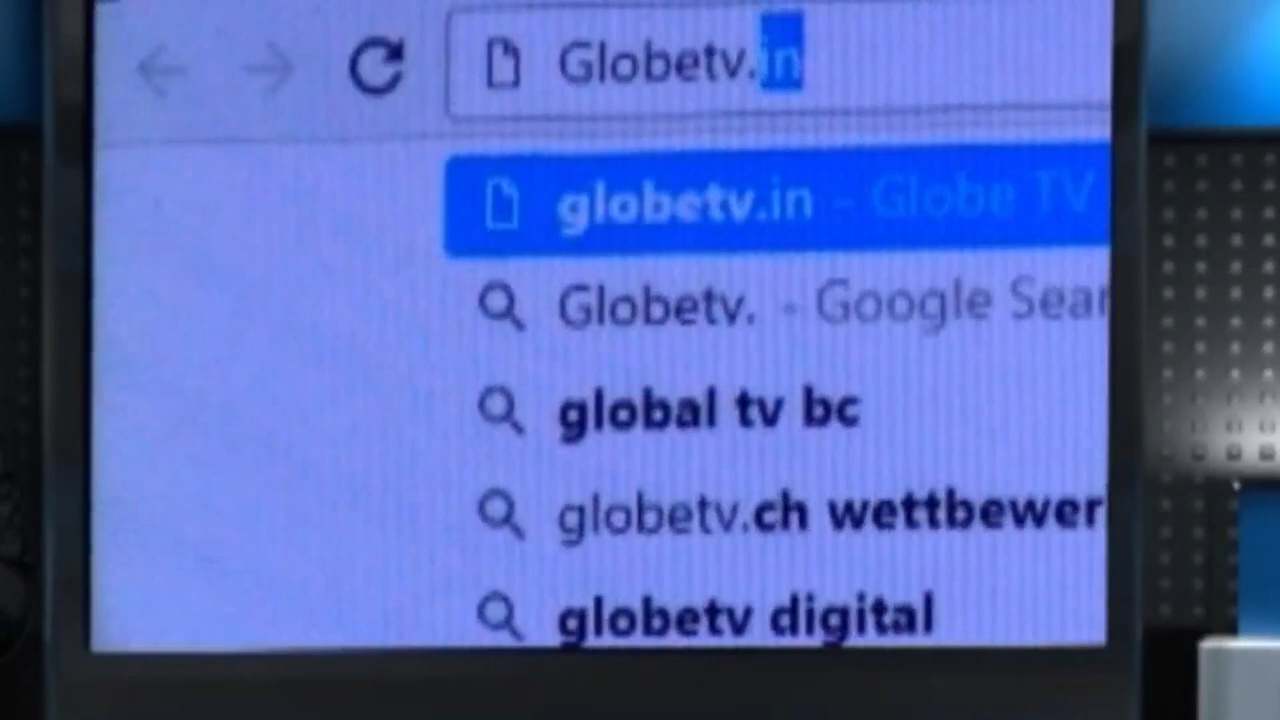 Globetv.in
globetv.in - Globe TV
Globetv. - Google Sear
global tv bc
globetv.ch wettbewer
globetv digital